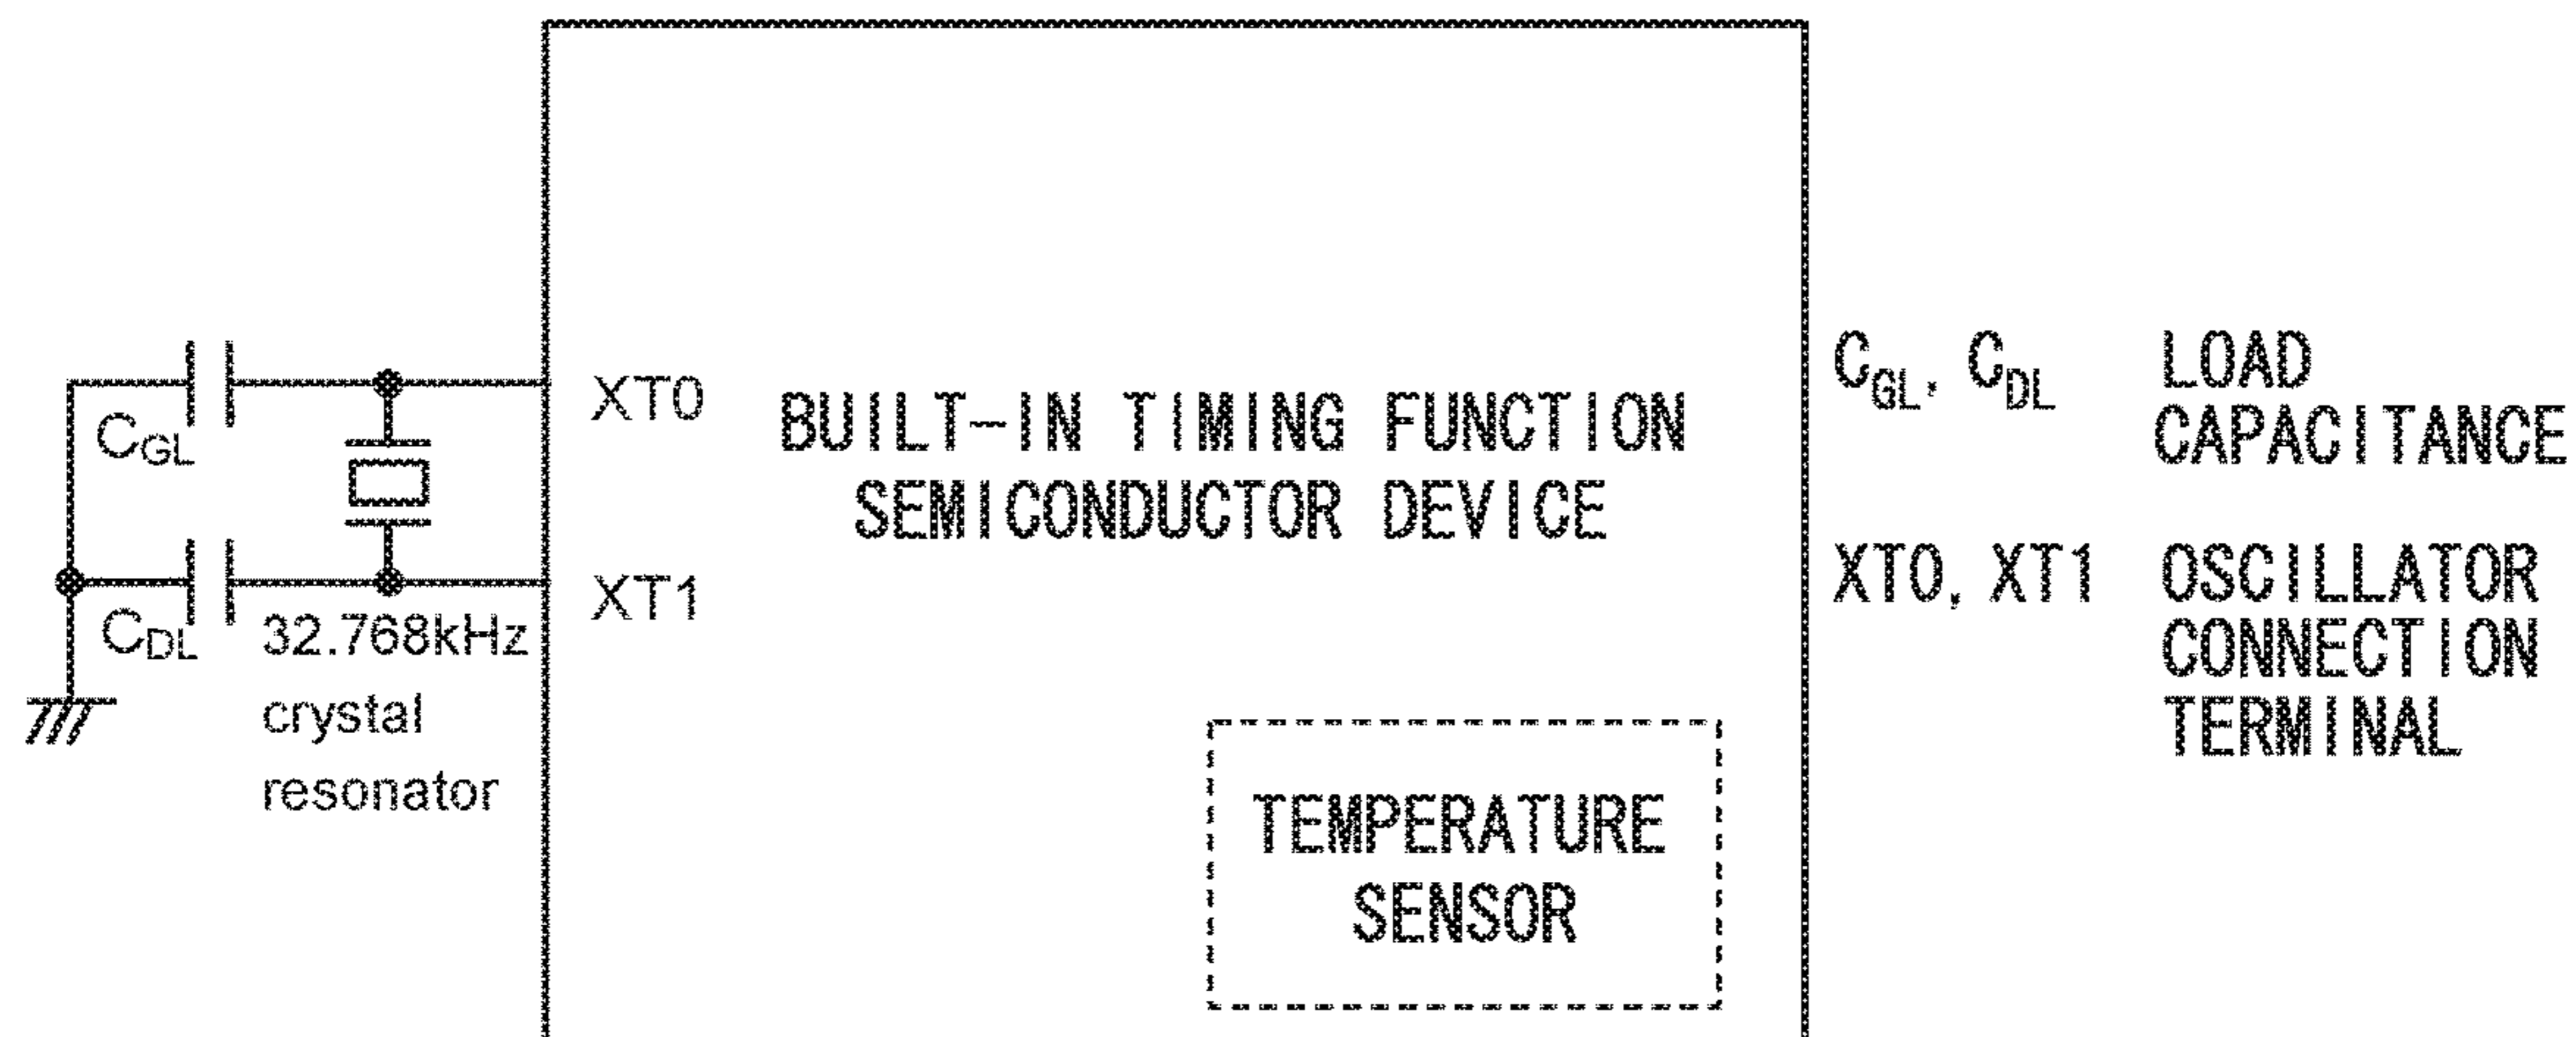 C_GL
C_DL
32.768kHz
crystal
resonator
XT0
XT1
BUILT-IN TIMING FUNCTION
SEMICONDUCTOR DEVICE
TEMPERATURE
SENSOR
C_GL, C_DL LOAD
CAPACITANCE
XT0, XT1 OSCILLATOR
CONNECTION
TERMINAL